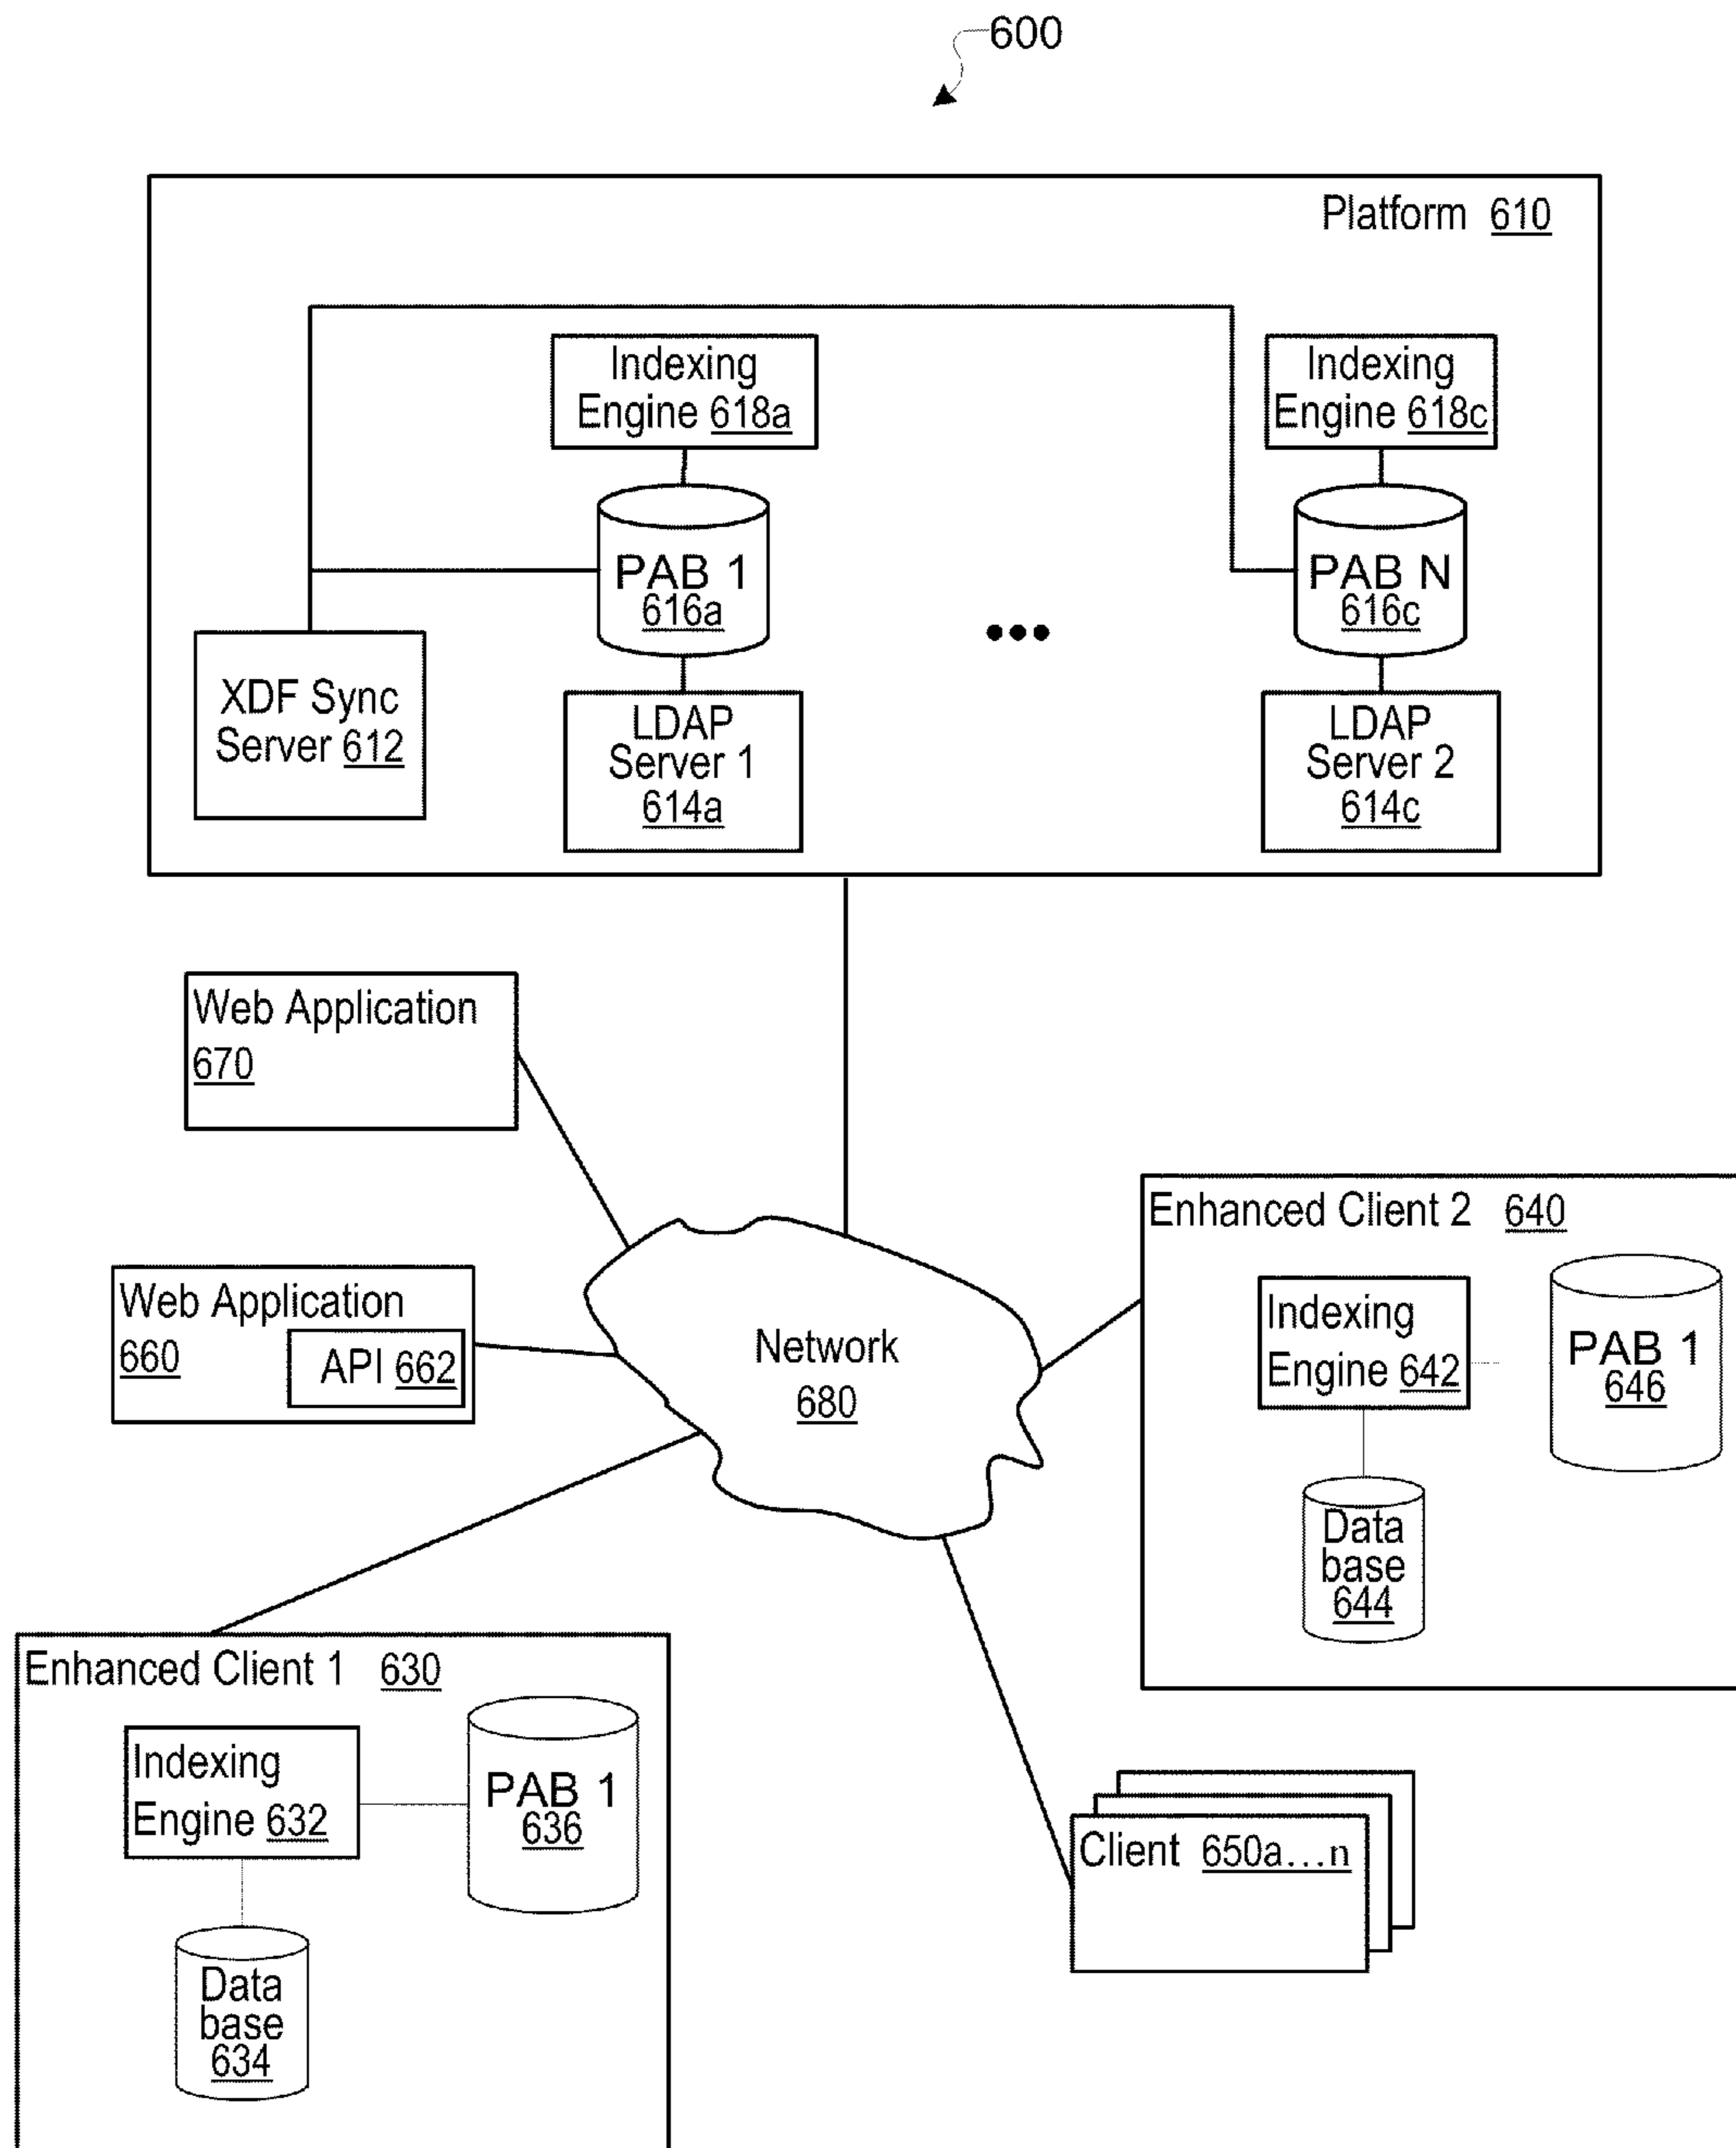 600
Platform 610
Indexing
Engine 618a
Indexing
Engine 618c
PAB 1
616a
PAB N
616c
•••
XDF Sync
Server 612
LDAP
Server 1
614a
LDAP
Server 2
614c
Web Application
670
Web Application
660
API 662
Network
680
Enhanced Client 2 640
Indexing
Engine 642
PAB 1
646
Data
base
644
Enhanced Client 1 630
Indexing
Engine 632
PAB 1
636
Data
base
634
Client 650a...n